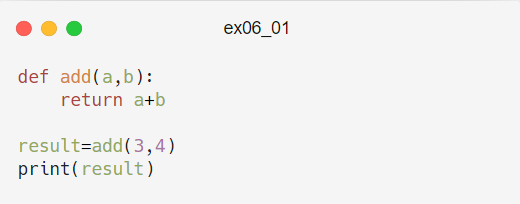 ex06_01
def add(a,b):
    return a+b
result=add(3,4)
print(result)